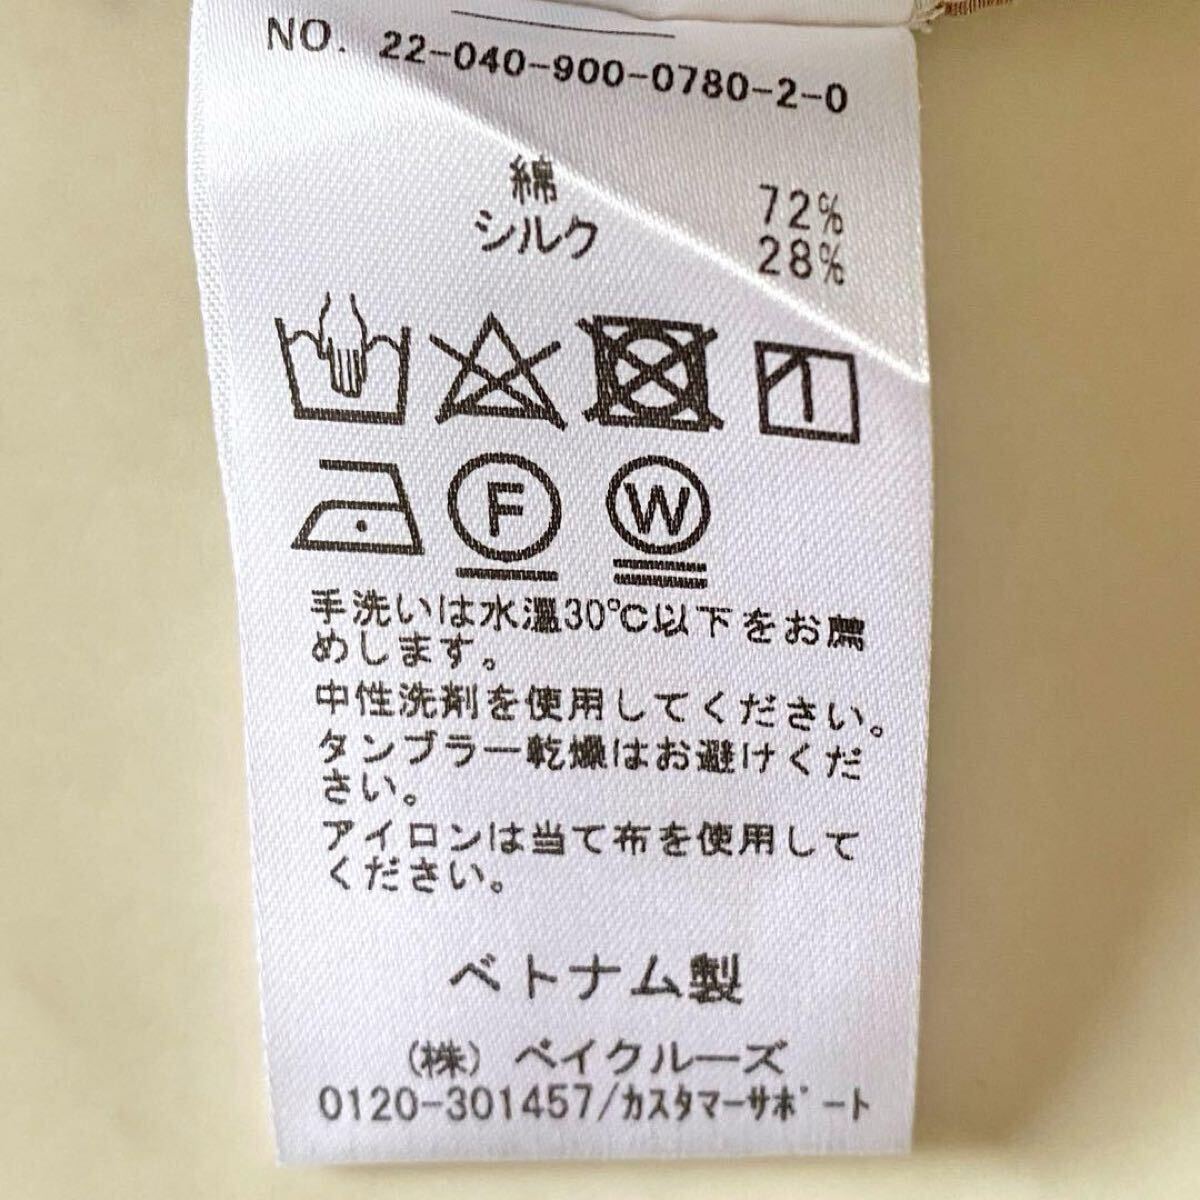 NO. 22-040-900-0780-2-0
綿 72%
シルク 28%
F W
手洗いは水温30℃以下をお薦
めします。
中性洗剤を使用してください。
タンブラー乾燥はお避けくだ
さい。
アイロンは当て布を使用して
ください。
ベトナム製
(株) ベイクルーズ
0120-301457/カスタマーサポート